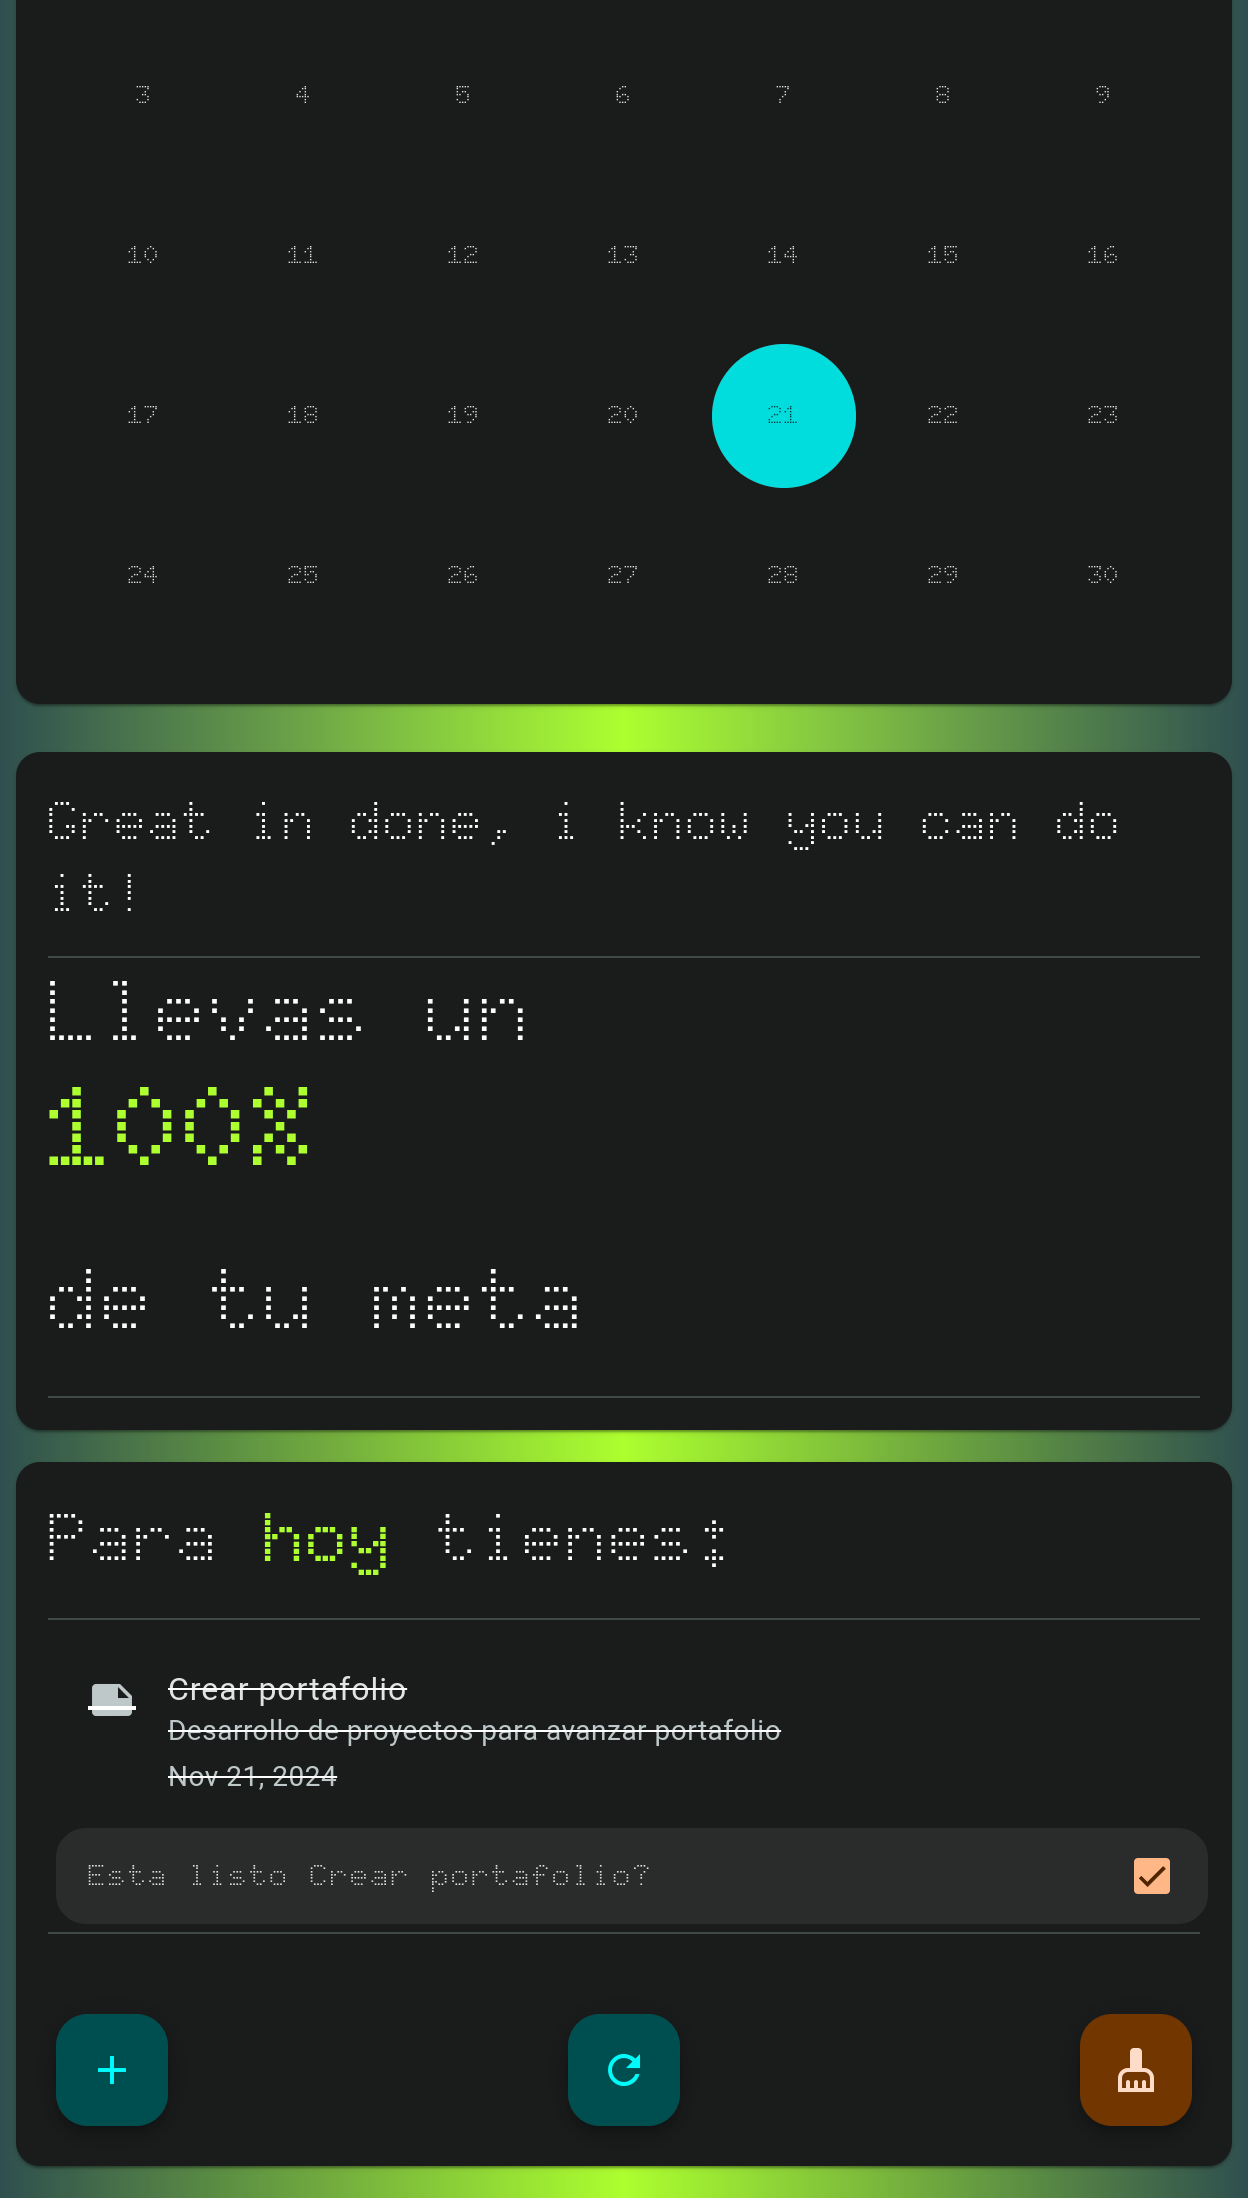 3 4 5 6 7 8 9
10 11 12 13 14 15 16
17 18 19 20 21 22 23
24 25 26 27 28 29 30
Great in done, i know you can do
it!
Llevas un
100%
de tu meta
Para hoy tienes:
Crear portafolio
Desarrollo de proyectos para avanzar portafolio
Nov 21, 2024
Esta listo Crear portafolio?